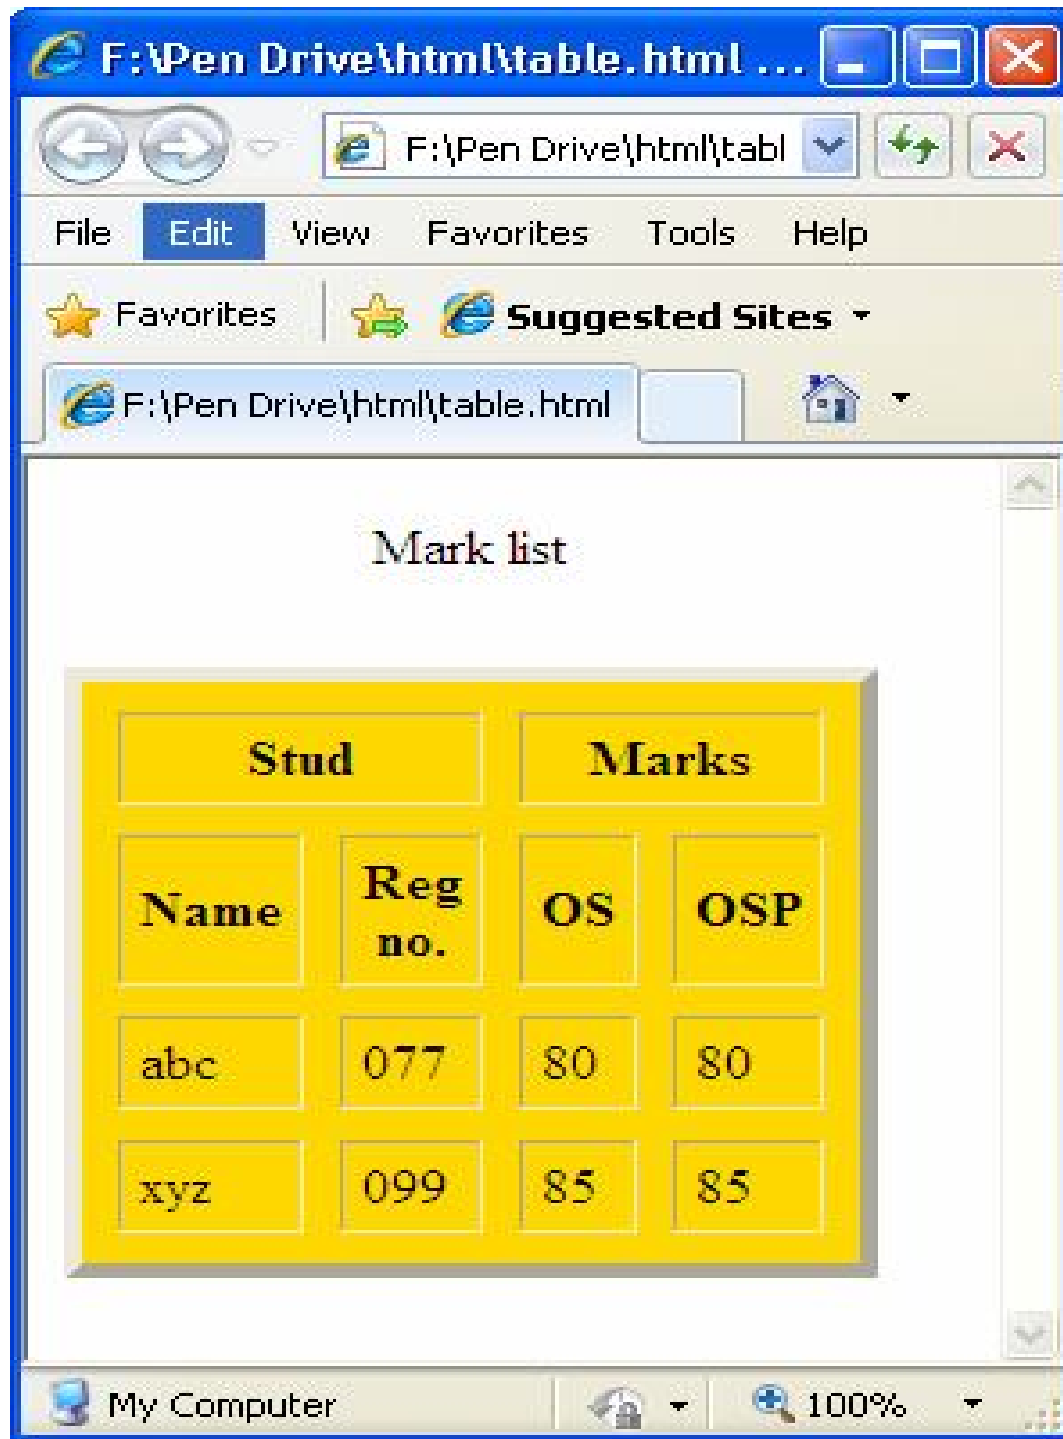 F:\Pen Drive\html\table.html ...
F:\Pen Drive\html\tabl
File Edit View Favorites Tools Help
Favorites Suggested Sites
F:\Pen Drive\html\table.html
Mark list
Stud Marks
Name Reg no. OS OSP
abc 077 80 80
xyz 099 85 85
My Computer 100%